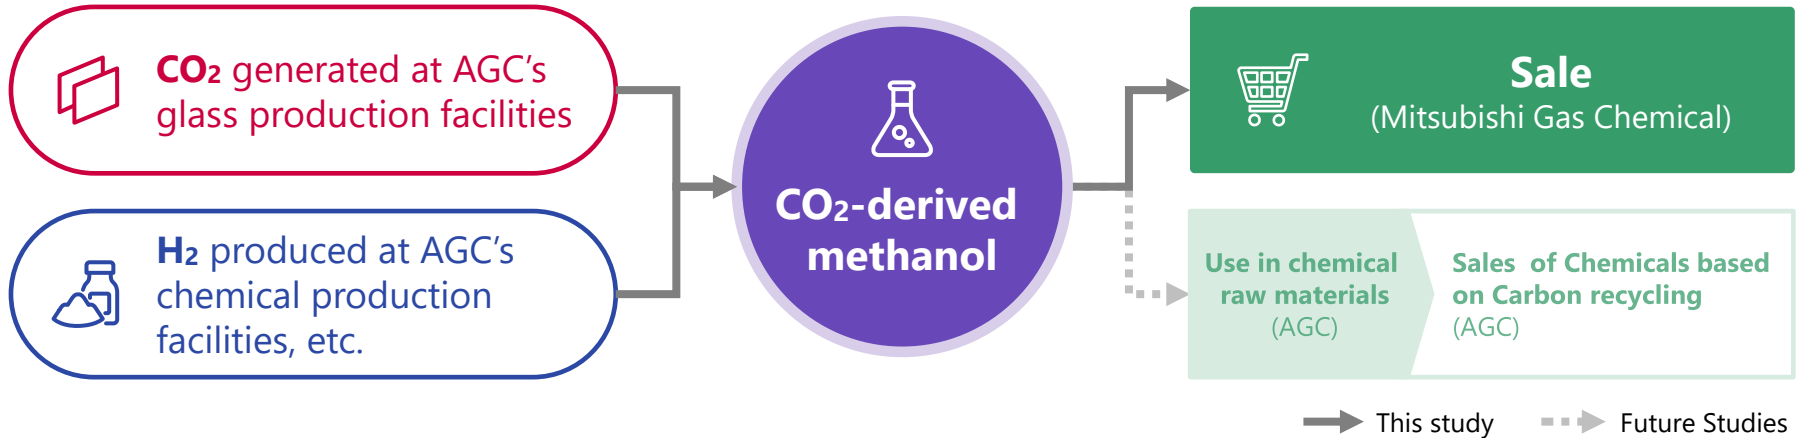 CO₂ generated at AGC’s
glass production facilities
H₂ produced at AGC’s
chemical production
facilities, etc.
CO₂-derived
methanol
Sale
(Mitsubishi Gas Chemical)
Use in chemical
raw materials
(AGC)
Sales of Chemicals based
on Carbon recycling
(AGC)
This study
Future Studies